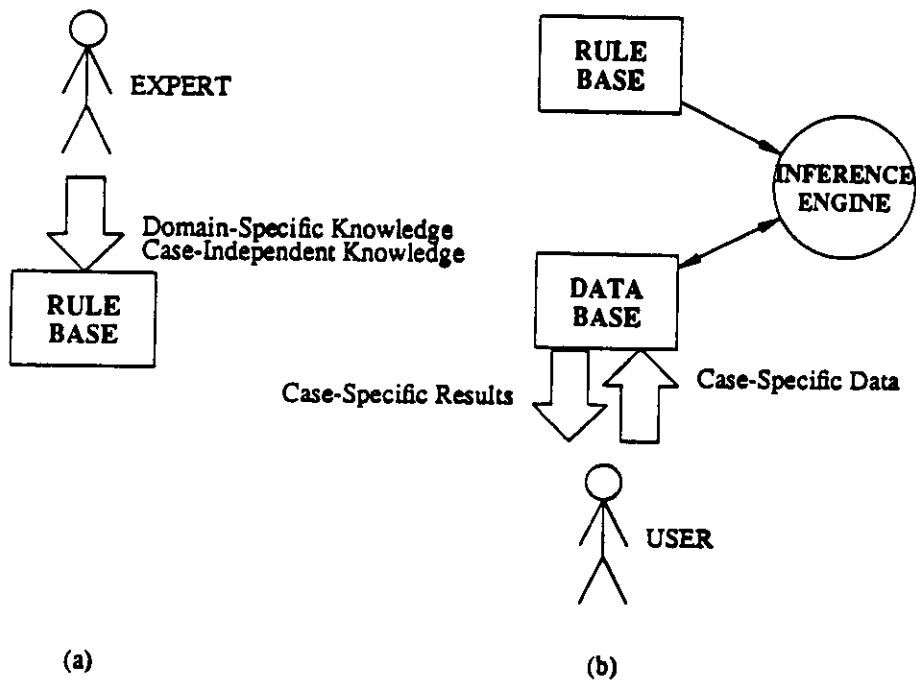 EXPERT
Domain-Specific Knowledge
Case-Independent Knowledge
RULE
BASE
(a)
RULE
BASE
INFERENCE
ENGINE
DATA
BASE
Case-Specific Results
Case-Specific Data
USER
(b)